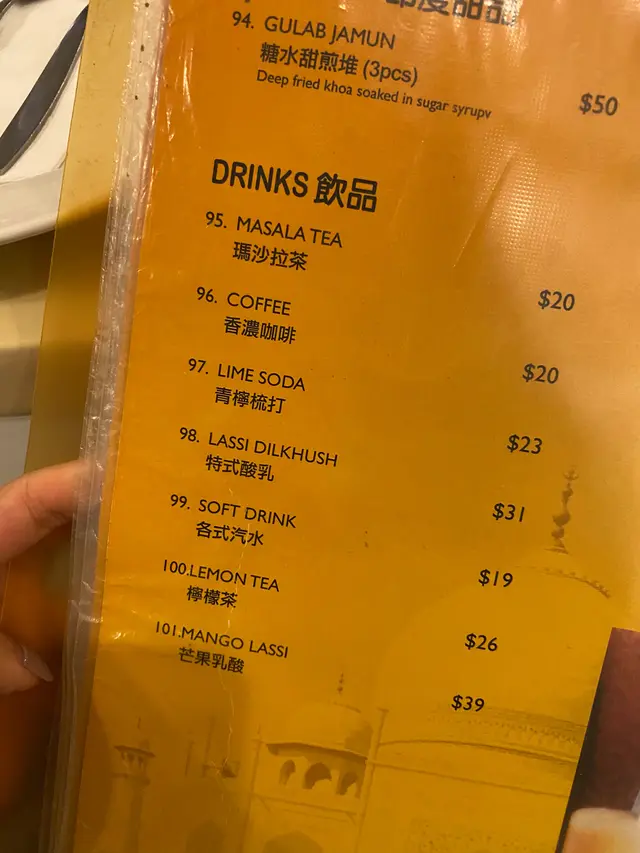 甜品
94. GULAB JAMUN
糖水甜煎堆 (3pcs)
Deep fried khoa soaked in sugar syrupv
$50
DRINKS 飲品
95. MASALA TEA
瑪沙拉茶
$20
96. COFFEE
香濃咖啡
$20
97. LIME SODA
青檸梳打
$23
98. LASSI DILKHUSH
特式酸乳
$31
99. SOFT DRINK
各式汽水
$19
100.LEMON TEA
檸檬茶
$26
101.MANGO LASSI
芒果乳酸
$39